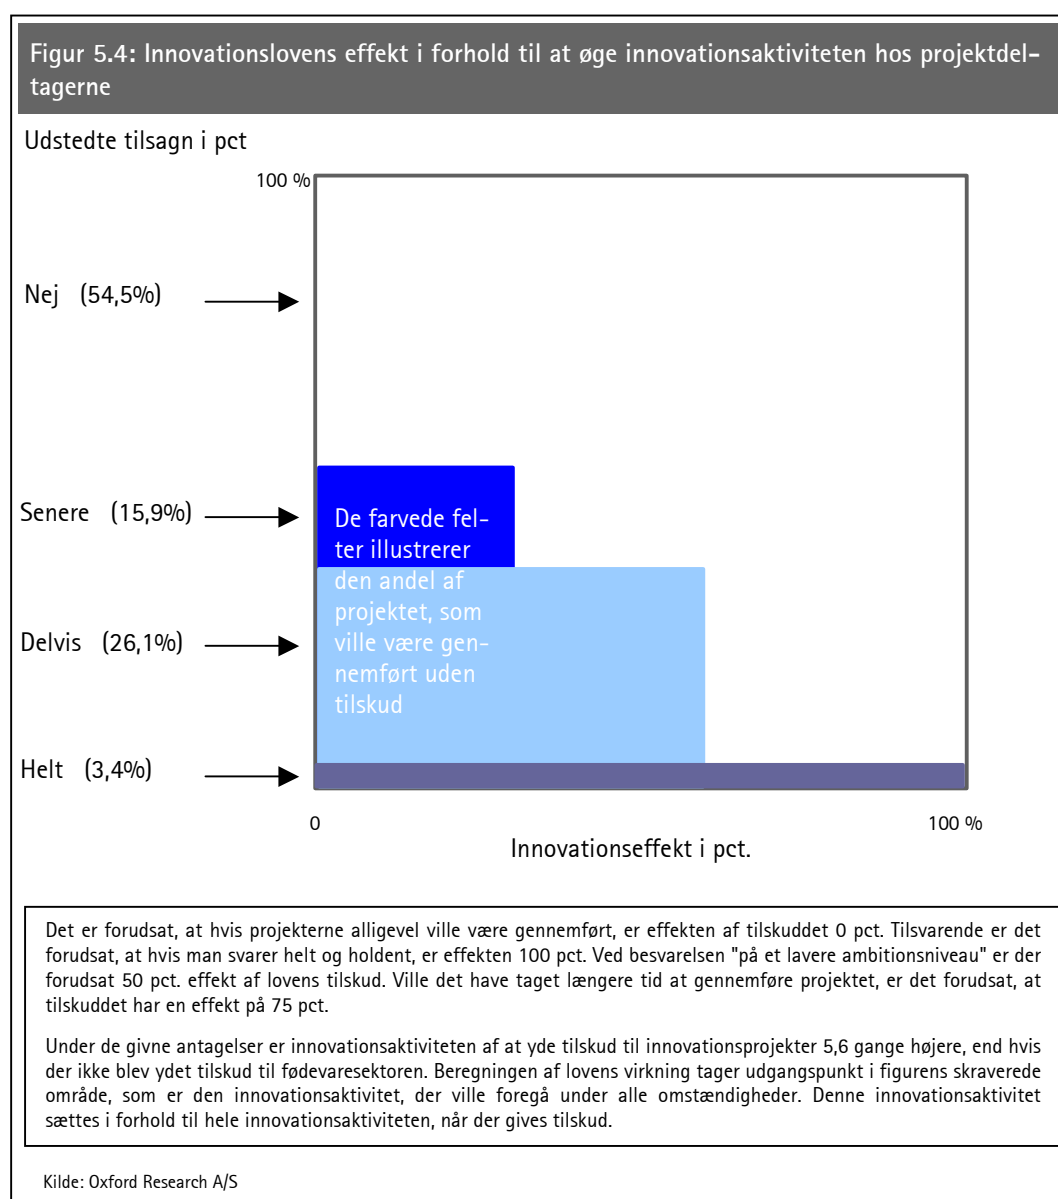 Figur 5.4: Innovationslovens effekt i forhold til at øge innovationsaktiviteten hos projektdel-
tagerne
Udstedte tilsagn i pct
100 %
Nej (54,5%)
Senere (15,9%)
De farvede fel-
ter illustrerer
den andel af
projektet, som
ville være gen-
nemført uden
tilskud
Delvis (26,1%)
Helt (3,4%)
0
100 %
Innovationseffekt i pct.
Det er forudsat, at hvis projekterne alligevel ville være gennemført, er effekten af tilskuddet 0 pct. Tilsvarende er det
forudsat, at hvis man svarer helt og holdent, er effekten 100 pct. Ved besvarelsen "på et lavere ambitionsniveau" er der
forudsat 50 pct. effekt af lovens tilskud. Ville det have taget længere tid at gennemføre projektet, er det forudsat, at
tilskuddet har en effekt på 75 pct.
Under de givne antagelser er innovationsaktiviteten af at yde tilskud til innovationsprojekter 5,6 gange højere, end hvis
der ikke blev ydet tilskud til fødevaresektoren. Beregningen af lovens virkning tager udgangspunkt i figurens skraverede
område, som er den innovationsaktivitet, der ville foregå under alle omstændigheder. Denne innovationsaktivitet
sættes i forhold til hele innovationsaktiviteten, når der gives tilskud.
Kilde: Oxford Research A/S